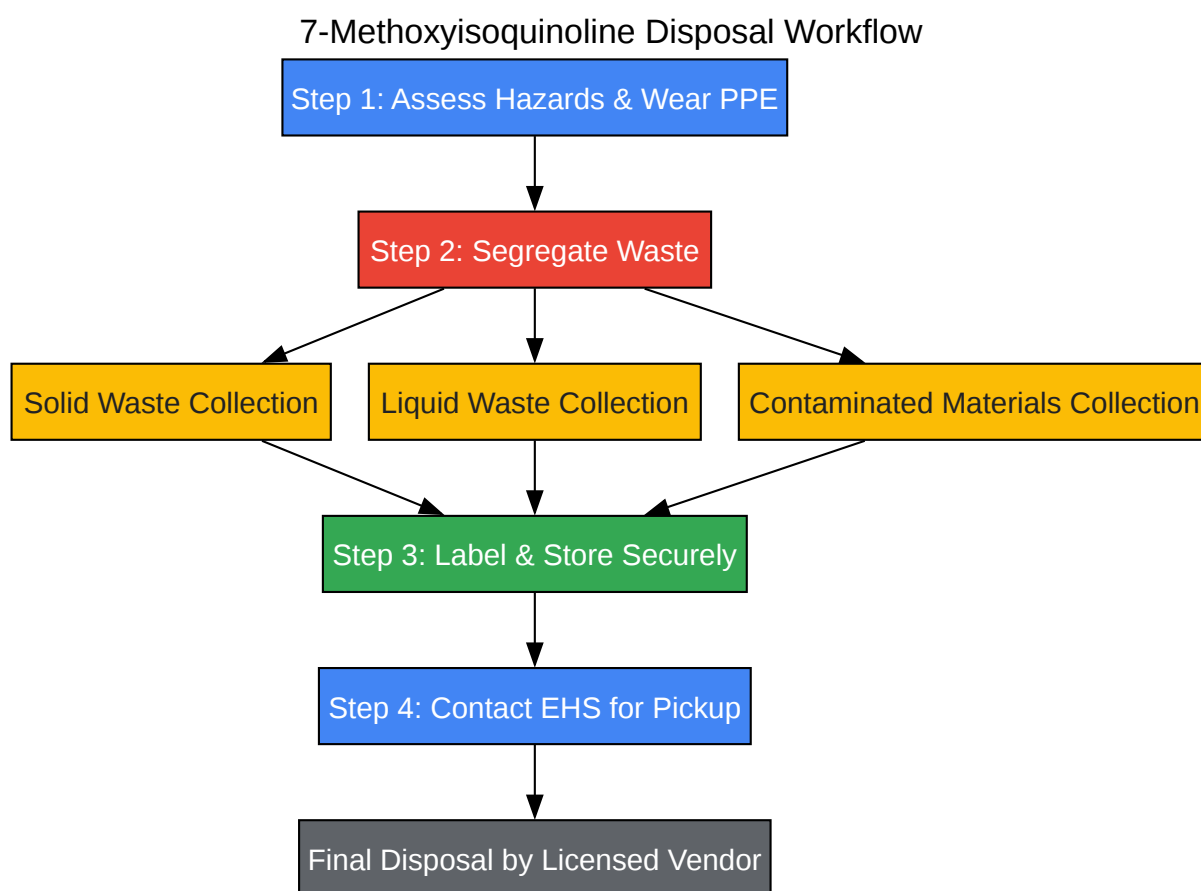 7-Methoxyisoquinoline Disposal Workflow
Step 1: Assess Hazards & Wear PPE
Step 2: Segregate Waste
Solid Waste Collection
Liquid Waste Collection
Contaminated Materials Collection
Step 3: Label & Store Securely
Step 4: Contact EHS for Pickup
Final Disposal by Licensed Vendor